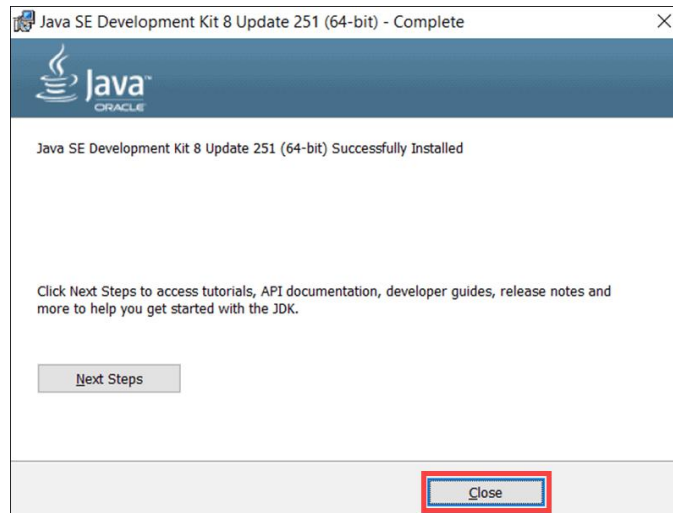 Java SE Development Kit 8 Update 251 (64-bit) - Complete
Java™
ORACLE
Java SE Development Kit 8 Update 251 (64-bit) Successfully Installed
Click Next Steps to access tutorials, API documentation, developer guides, release notes and
more to help you get started with the JDK.
Next Steps
Close